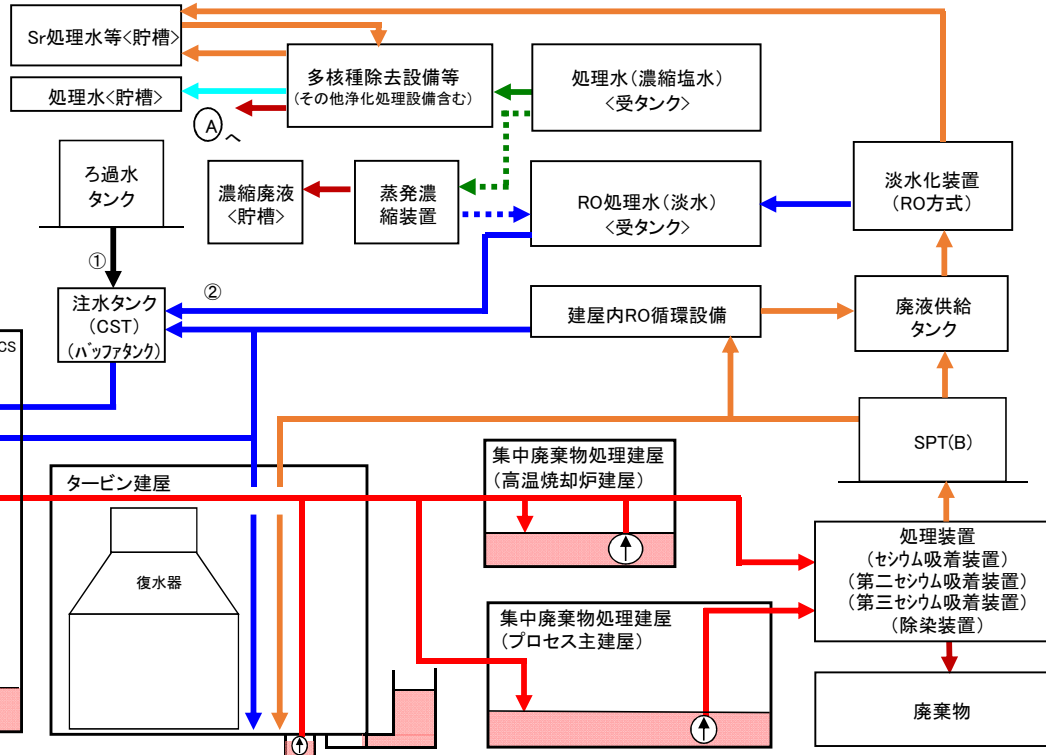 Sr処理水等<貯槽>
処理水<貯槽>
多核種除去設備等
(その他浄化処理設備含む)
処理水(濃縮塩水)
<受タンク>
Aへ
ろ過水
タンク
濃縮廃液
<貯槽>
蒸発濃
縮装置
RO処理水(淡水)
<受タンク>
淡水化装置
(RO方式)
①
②
注水タンク
(CST)
(バッファタンク)
建屋内RO循環設備
廃液供給
タンク
CS
SPT(B)
タービン建屋
復水器
集中廃棄物処理建屋
(高温焼却炉建屋)
処理装置
(セシウム吸着装置)
(第二セシウム吸着装置)
(第三セシウム吸着装置)
(除染装置)
集中廃棄物処理建屋
(プロセス主建屋)
廃棄物